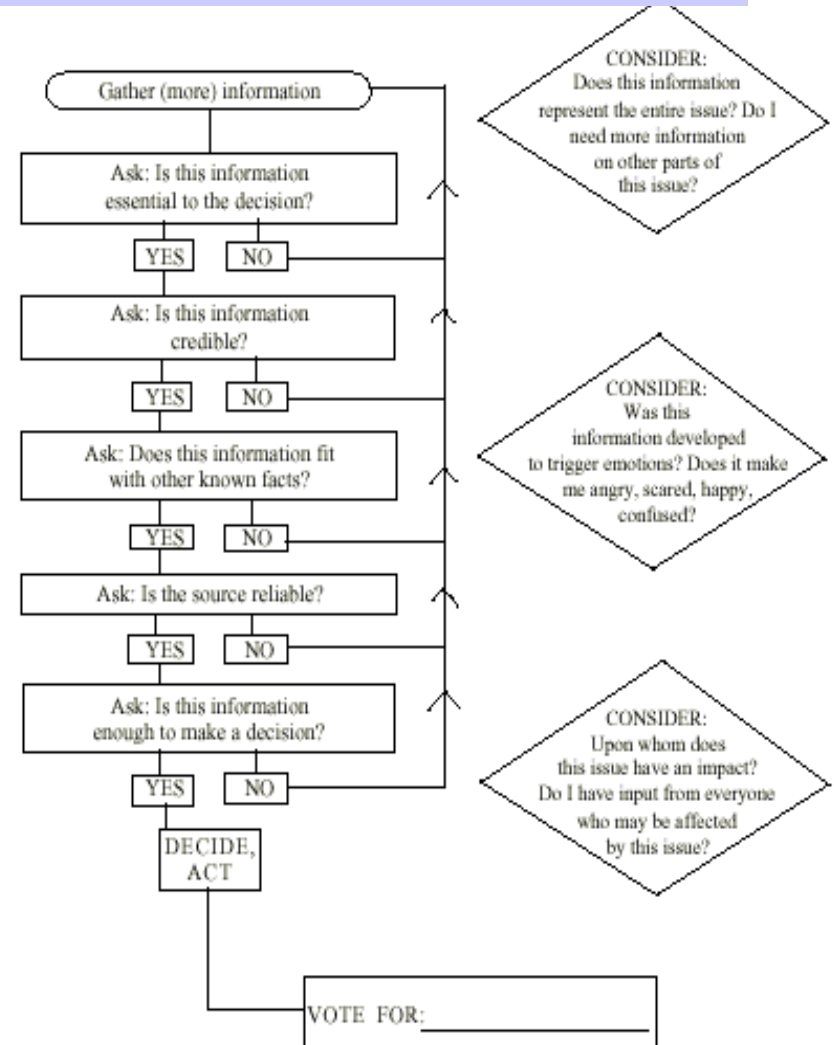 Gather (more) information
Ask: Is this information
essential to the decision?
YES
NO
Ask: Is this information
credible?
YES
NO
Ask: Does this information fit
with other known facts?
YES
NO
Ask: Is the source reliable?
YES
NO
Ask: Is this information
enough to make a decision?
YES
NO
DECIDE,
ACT
VOTE FOR:
CONSIDER:
Does this information
represent the entire issue? Do I
need more information
on other parts of
this issue?
CONSIDER:
Was this
information developed
to trigger emotions? Does it make
me angry, scared, happy,
confused?
CONSIDER:
Upon whom does
this issue have an impact?
Do I have input from everyone
who may be affected
by this issue?